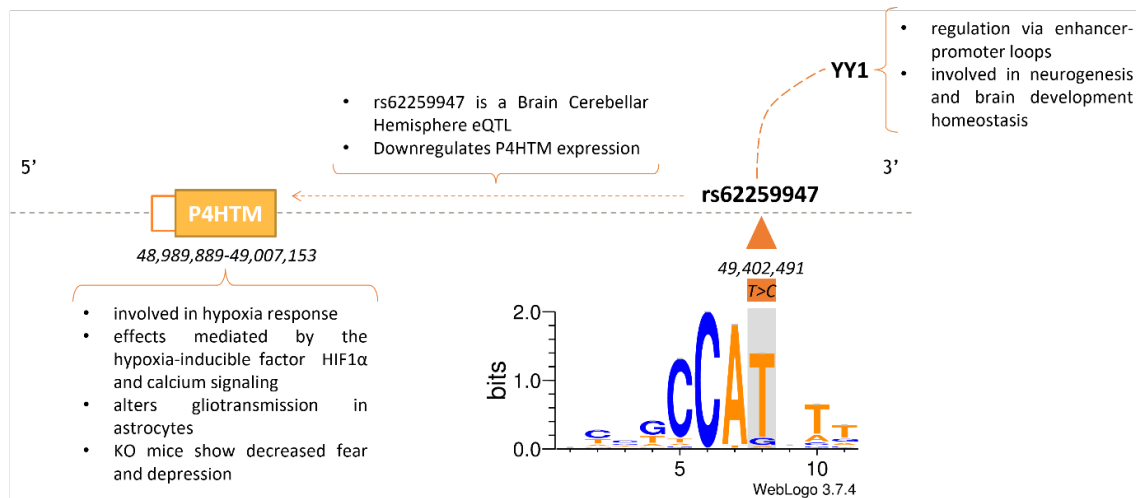 • regulation via enhancer-
promoter loops
• involved in neurogenesis
and brain development
homeostasis
YY1
• rs62259947 is a Brain Cerebellar
Hemisphere eQTL
• Downregulates P4HTM expression
5’
3’
rs62259947
P4HTM
48,989,889-49,007,153
49,402,491
T>C
• involved in hypoxia response
• effects mediated by the
hypoxia-inducible factor HIF1α
and calcium signaling
• alters gliotransmission in
astrocytes
• KO mice show decreased fear
and depression
2.0
1.0
0.0
bits
CCAT
5
10
WebLogo 3.7.4